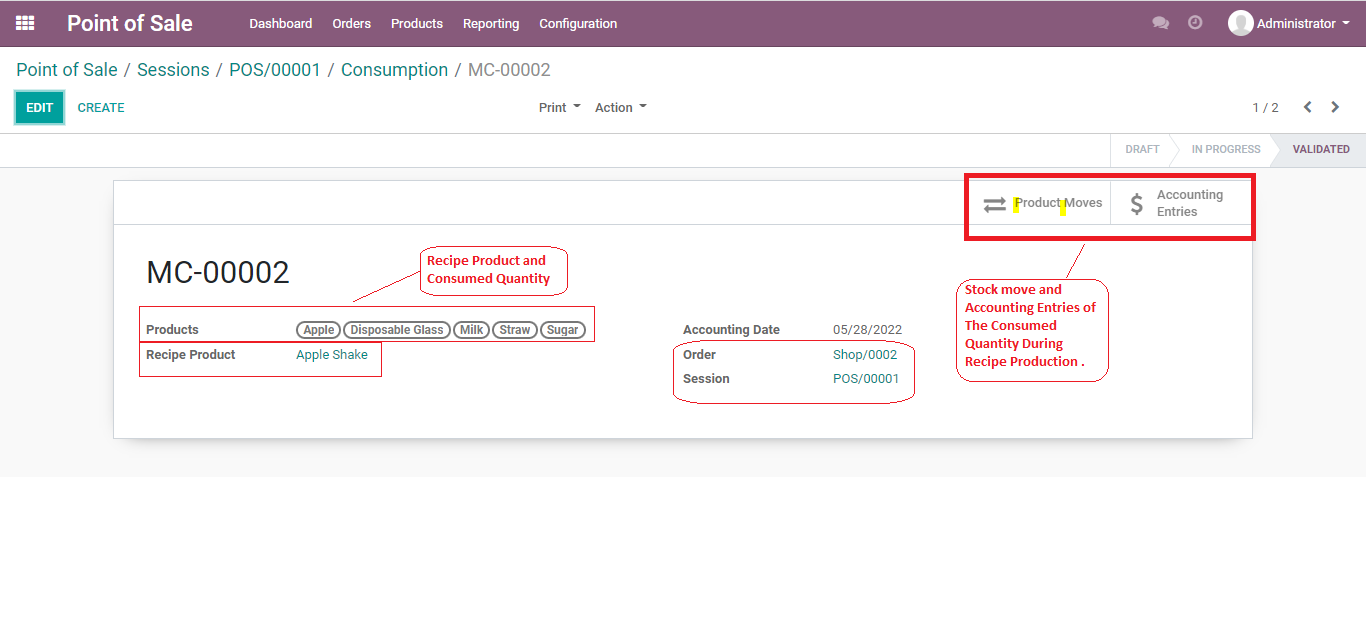 Point of Sale Dashboard Orders Products Reporting Configuration Administrator
Point of Sale / Sessions / POS/00001 / Consumption / MC-00002
EDIT CREATE Print Action 1 / 2
DRAFT IN PROGRESS VALIDATED
Product Moves
Accounting
Entries
Recipe Product and
Consumed Quantity
MC-00002
Stock move and
Accounting Entries of
The Consumed
Quantity During
Recipe Production .
Products Apple Disposable Glass Milk Straw Sugar
Recipe Product Apple Shake
Accounting Date 05/28/2022
Order Shop/0002
Session POS/00001